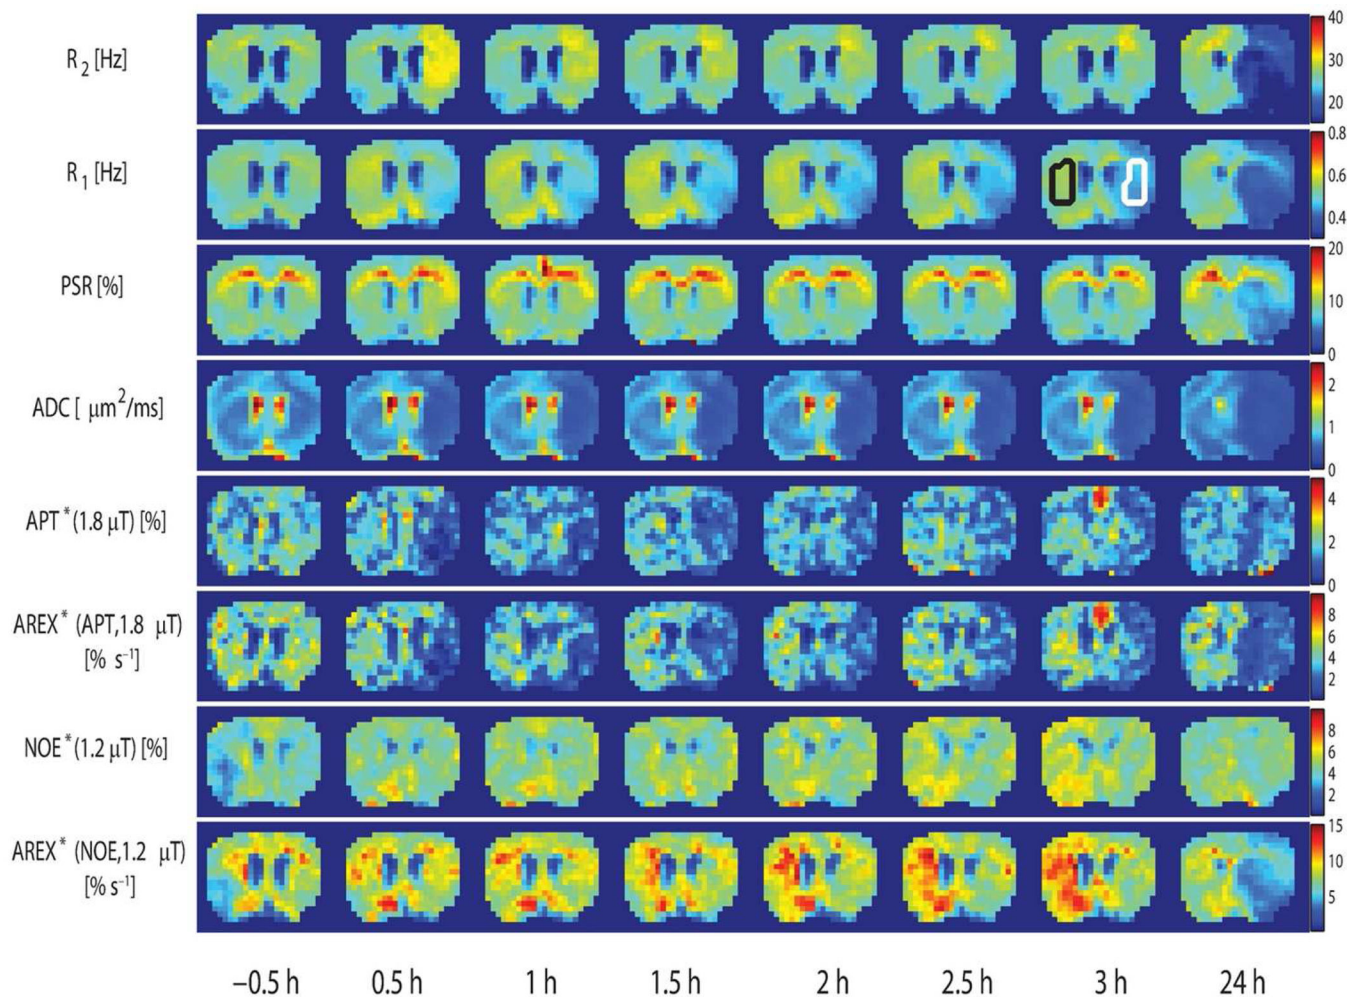 R 2 [Hz]
40
30
20
R 1 [Hz]
0.8
0.6
0.4
PSR [%]
20
10
0
ADC [ μm2/ms]
2
1
0
APT * (1.8 μT) [%]
4
2
0
AREX * (APT,1.8 μT)
[% s−1]
8
6
4
2
NOE * (1.2 μT) [%]
8
6
4
2
AREX * (NOE,1.2 μT)
[% s−1]
15
10
5
−0.5 h 0.5 h 1 h 1.5 h 2 h 2.5 h 3 h 24 h